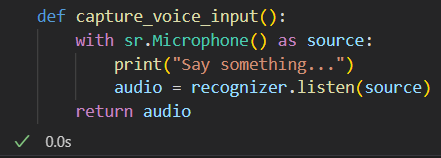 def capture_voice_input():
    with sr.Microphone() as source:
        print("Say something...")
        audio = recognizer.listen(source)
    return audio
✓ 0.0s